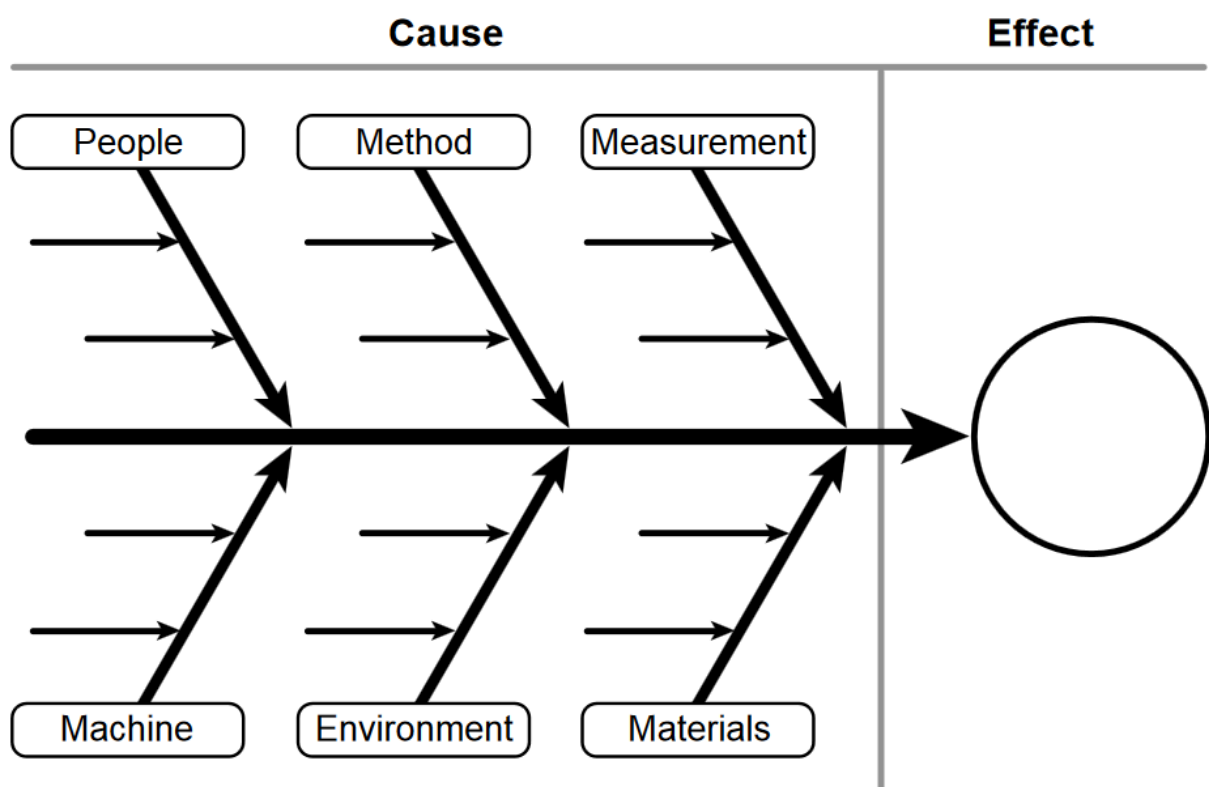 Cause
Effect
People
Method
Measurement
Machine
Environment
Materials